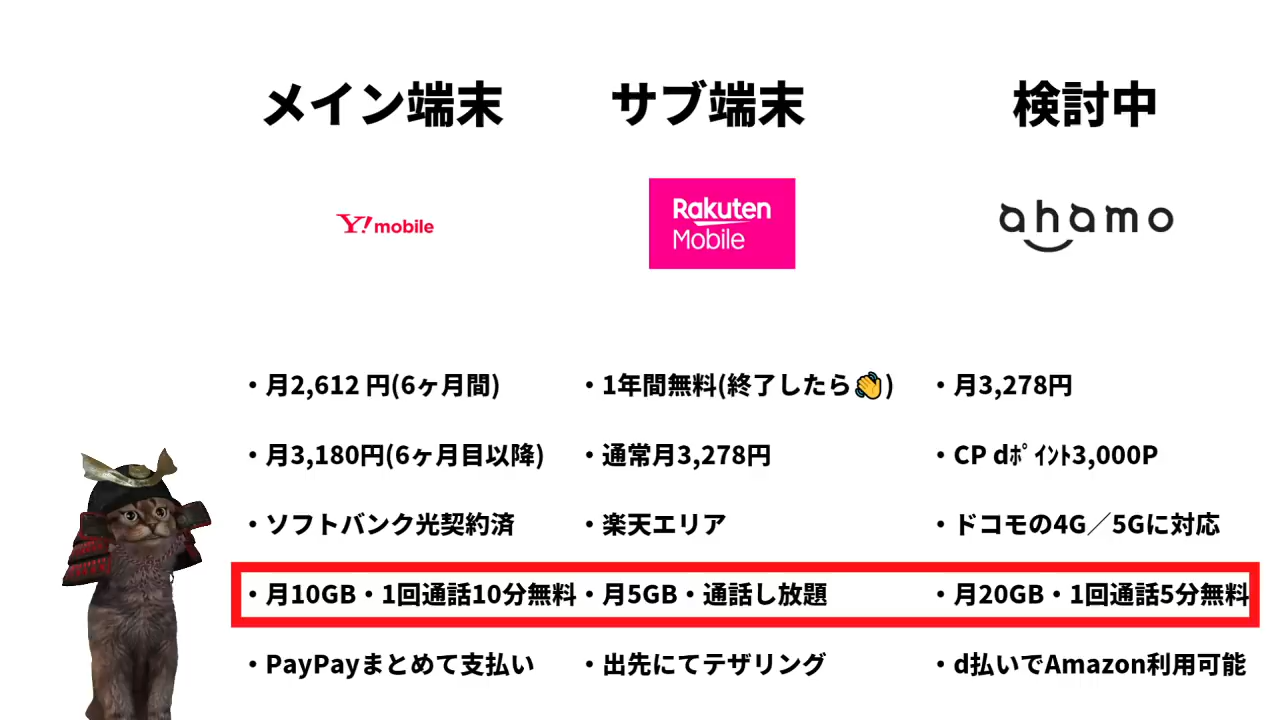 メイン端末
サブ端末
検討中
Y!mobile
Rakuten
Mobile
ahamo
・月2,612 円(6ヶ月間)
・1年間無料(終了したら👏)
・月3,278円
・月3,180円(6ヶ月目以降)
・通常月3,278円
・CP dﾎﾟｲﾝﾄ3,000P
・ソフトバンク光契約済
・楽天エリア
・ドコモの4G／5Gに対応
・月10GB・1回通話10分無料
・月5GB・通話し放題
・月20GB・1回通話5分無料
・PayPayまとめて支払い
・出先にてテザリング
・d払いでAmazon利用可能